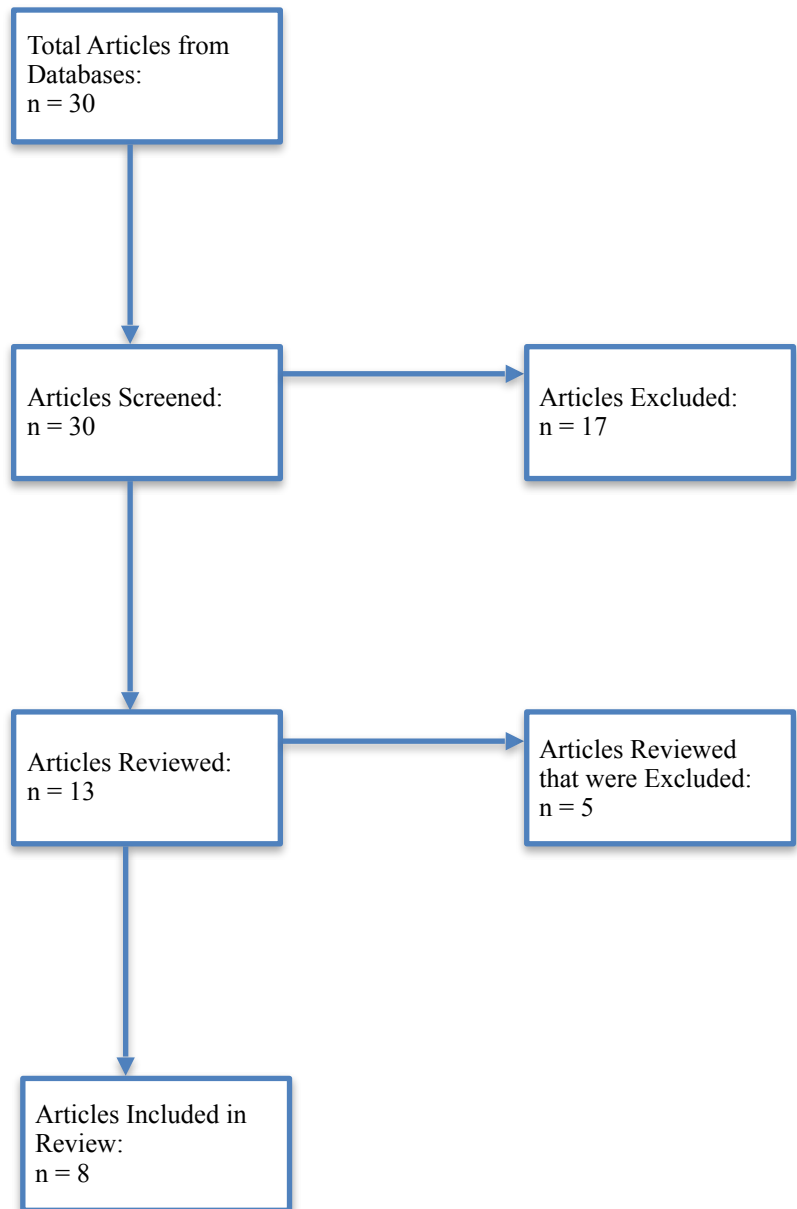 Total Articles from
Databases:
n = 30
Articles Screened:
n = 30
Articles Excluded:
n = 17
Articles Reviewed:
n = 13
Articles Reviewed
that were Excluded:
n = 5
Articles Included in
Review:
n = 8